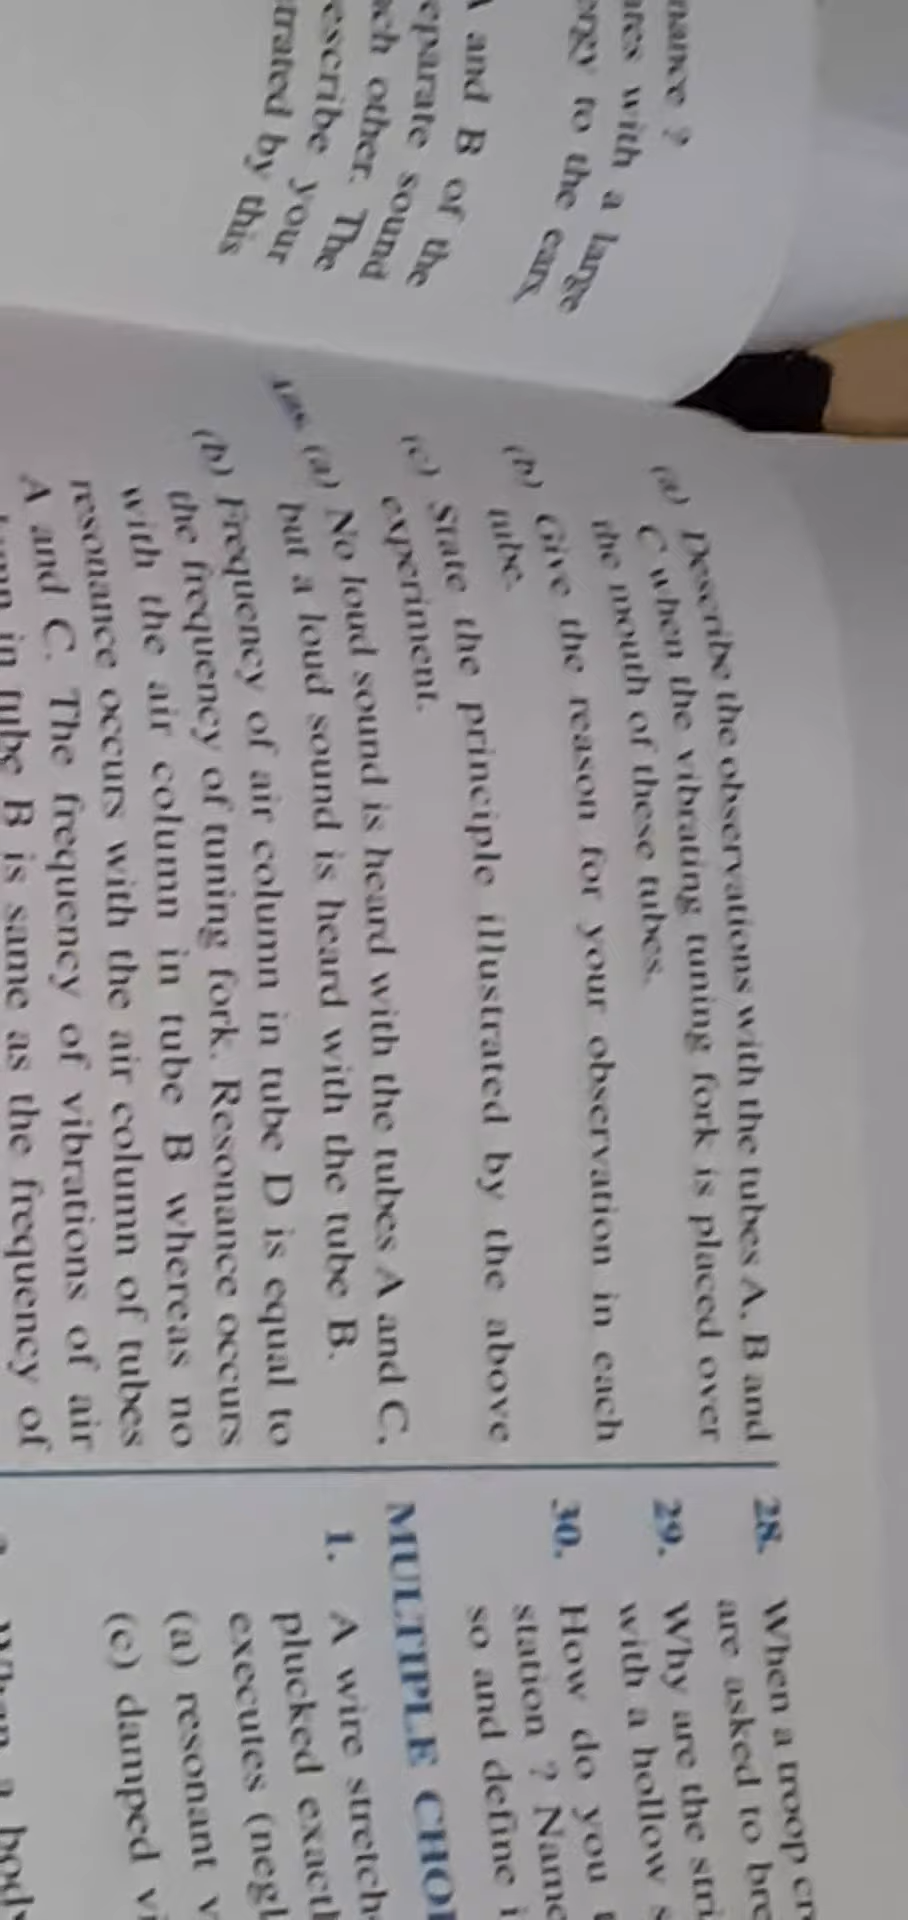 nance ?
ates with a large
ergy to the ears,
A and B of the
eparate sound
ach other. The
escribe your
trated by this
(a) Describe the observations with the tubes A, B and
C when the vibrating tuning fork is placed over
the mouth of these tubes.
(b) Give the reason for your observation in each
tube.
(c) State the principle illustrated by the above
experiment.
(a) No loud sound is heard with the tubes A and C,
but a loud sound is heard with the tube B.
(b) Frequency of air column in tube D is equal to
the frequency of tuning fork. Resonance occurs
with the air column in tube B whereas no
resonance occurs with the air column of tubes
A and C. The frequency of vibrations of air
in tube B is same as the frequency of
28. When a troop cr
are asked to bre
29. Why are the stri
with a hollow s
30. How do you t
station ? Name
so and define i
MULTIPLE CHOI
1. A wire stretch
plucked exactl
executes (negl
(a) resonant v
(c) damped vi
When a body